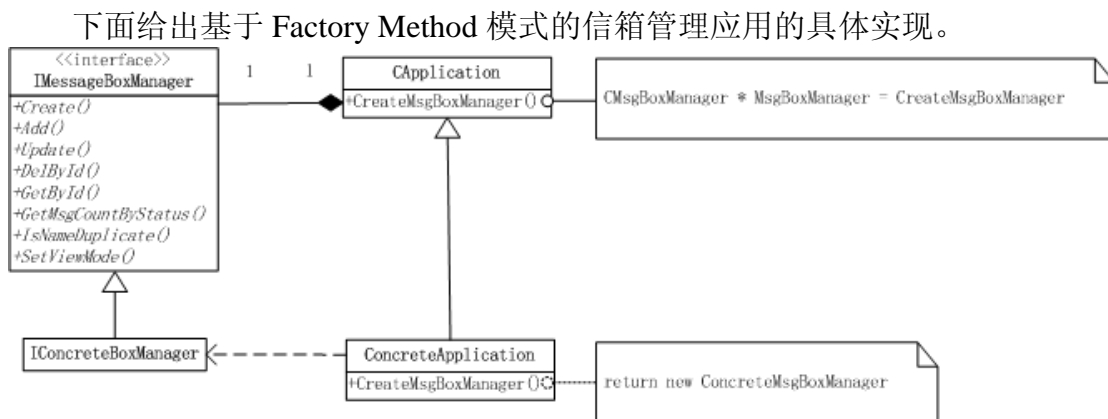 下面给出基于 Factory Method 模式的信箱管理应用的具体实现。
<<interface>>
IMessageBoxManager
+Create()
+Add()
+Update()
+DelById()
+GetById()
+GetMsgCountByStatus()
+IsNameDuplicate()
+SetViewMode()
1 1
CApplication
+CreateMsgBoxManager()
CMsgBoxManager * MsgBoxManager = CreateMsgBoxManager
IConcreteBoxManager
ConcreteApplication
+CreateMsgBoxManager()
return new ConcreteMsgBoxManager